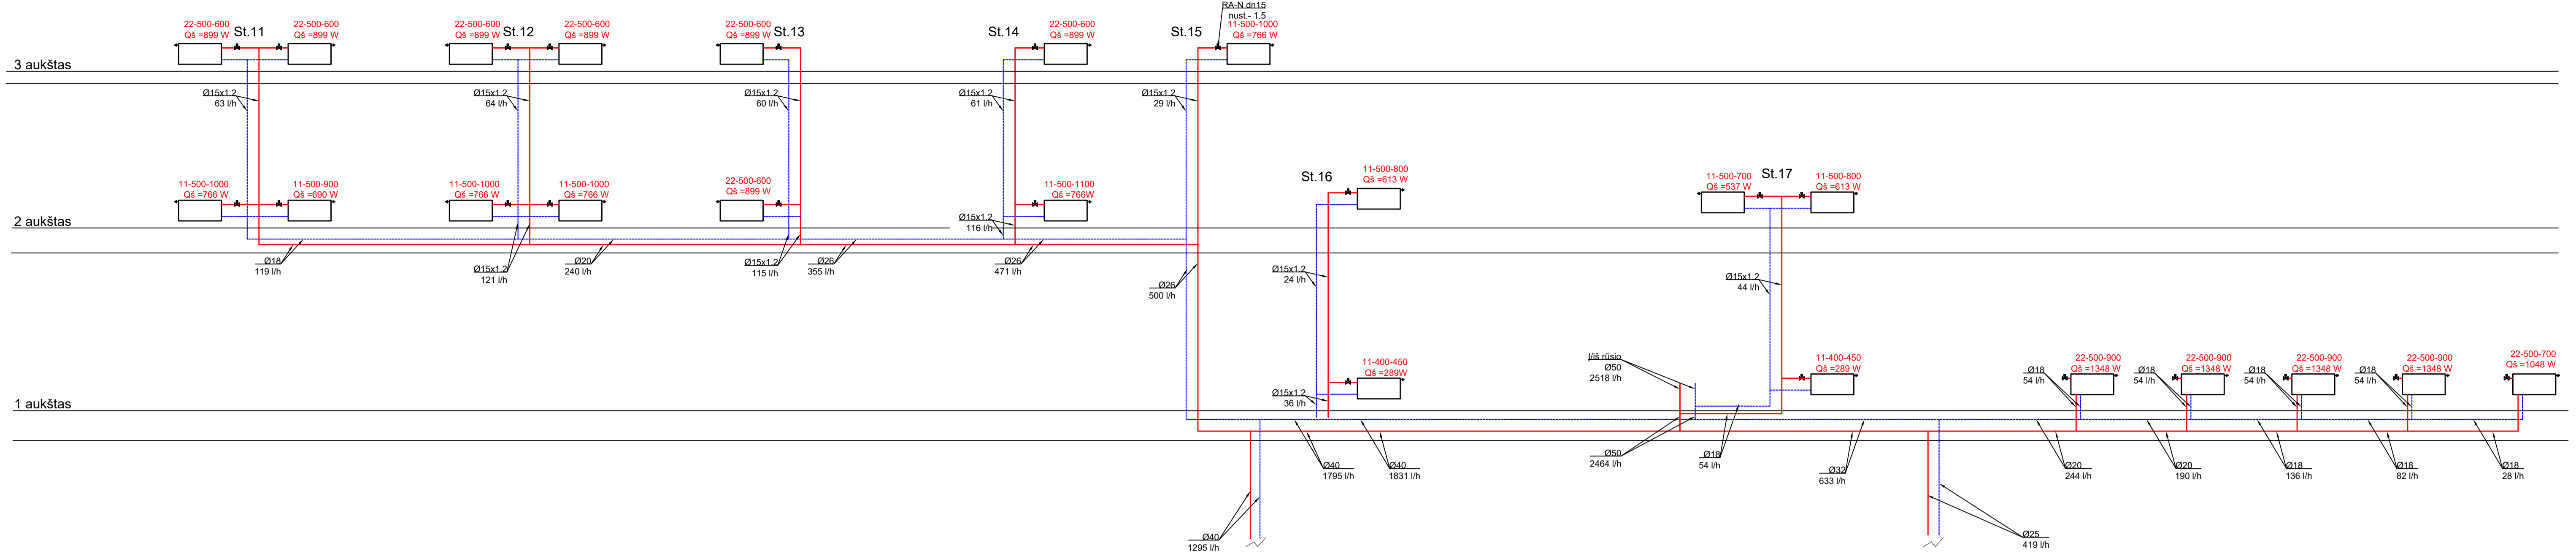 RA-N dn15
nust.- 1.5
22-500-600
Qš =899 W
St.11
22-500-600
Qš =899 W
22-500-600
Qš =899 W
St.12
22-500-600
Qš =899 W
22-500-600
Qš =899 W
St.13
St.14
22-500-600
Qš =899 W
St.15
11-500-1000
Qš =766 W
3 aukštas
Ø15x1,2
63 l/h
Ø15x1,2
64 l/h
Ø15x1,2
60 l/h
Ø15x1,2
61 l/h
Ø15x1,2
29 l/h
11-500-1000
Qš =766 W
11-500-900
Qš =690 W
11-500-1000
Qš =766 W
11-500-1000
Qš =766 W
22-500-600
Qš =899 W
11-500-1100
Qš =766W
St.16
11-500-800
Qš =613 W
11-500-700
Qš =537 W
St.17
11-500-800
Qš =613 W
2 aukštas
Ø15x1,2
116 l/h
Ø18
119 l/h
Ø15x1,2
121 l/h
Ø20
240 l/h
Ø15x1,2
115 l/h
Ø26
355 l/h
Ø26
471 l/h
Ø26
500 l/h
Ø15x1,2
24 l/h
Ø15x1,2
44 l/h
11-400-450
Qš =289W
Į/iš rūsio
Ø50
2518 l/h
11-400-450
Qš =289 W
Ø18
54 l/h
22-500-900
Qš =1348 W
Ø18
54 l/h
22-500-900
Qš =1348 W
Ø18
54 l/h
22-500-900
Qš =1348 W
Ø18
54 l/h
22-500-900
Qš =1348 W
22-500-700
Qš =1048 W
1 aukštas
Ø15x1,2
36 l/h
Ø40
1795 l/h
Ø40
1831 l/h
Ø50
2464 l/h
Ø18
54 l/h
Ø32
633 l/h
Ø20
244 l/h
Ø20
190 l/h
Ø18
136 l/h
Ø18
82 l/h
Ø18
28 l/h
Ø40
1295 l/h
Ø25
419 l/h